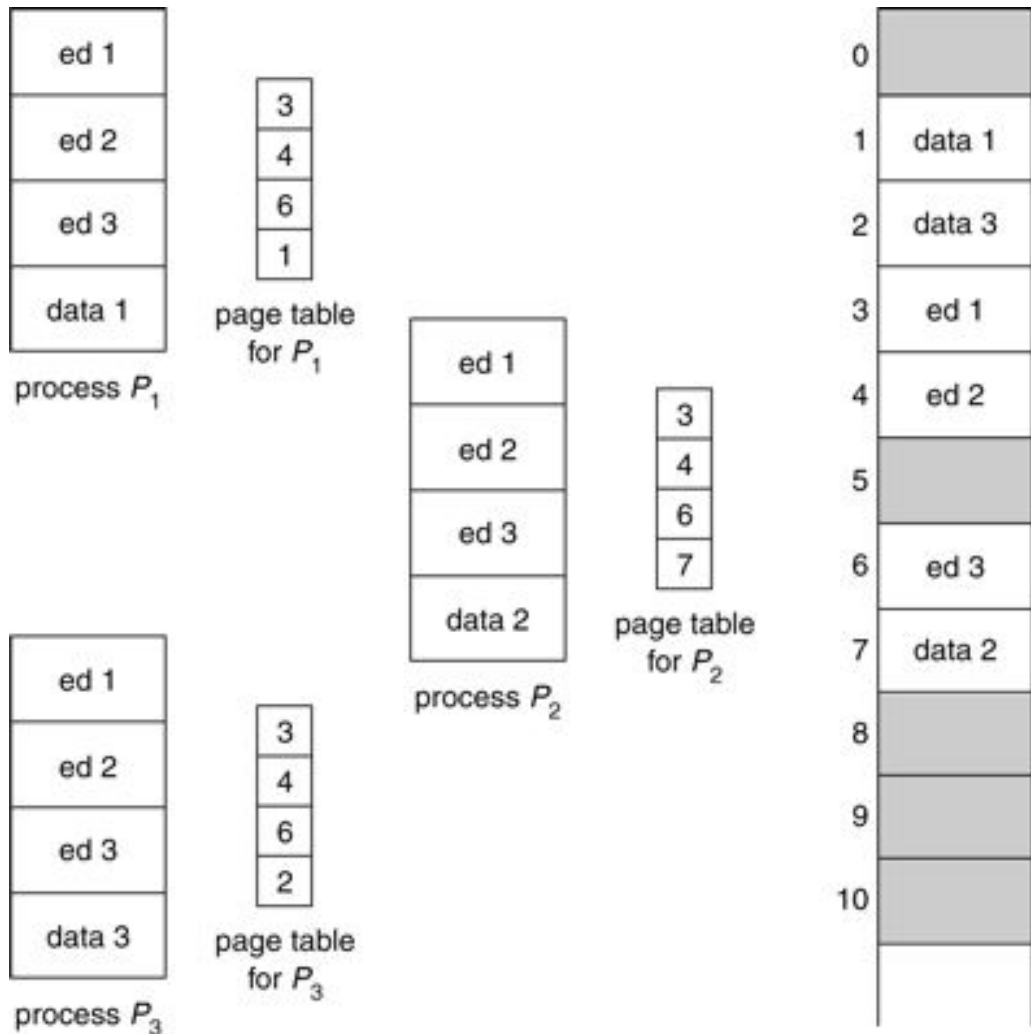 ed 1
ed 2
ed 3
data 1
process P₁
3
4
6
1
page table
for P₁
ed 1
ed 2
ed 3
data 2
process P₂
3
4
6
7
page table
for P₂
ed 1
ed 2
ed 3
data 3
process P₃
3
4
6
2
page table
for P₃
0
1 data 1
2 data 3
3 ed 1
4 ed 2
5
6 ed 3
7 data 2
8
9
10